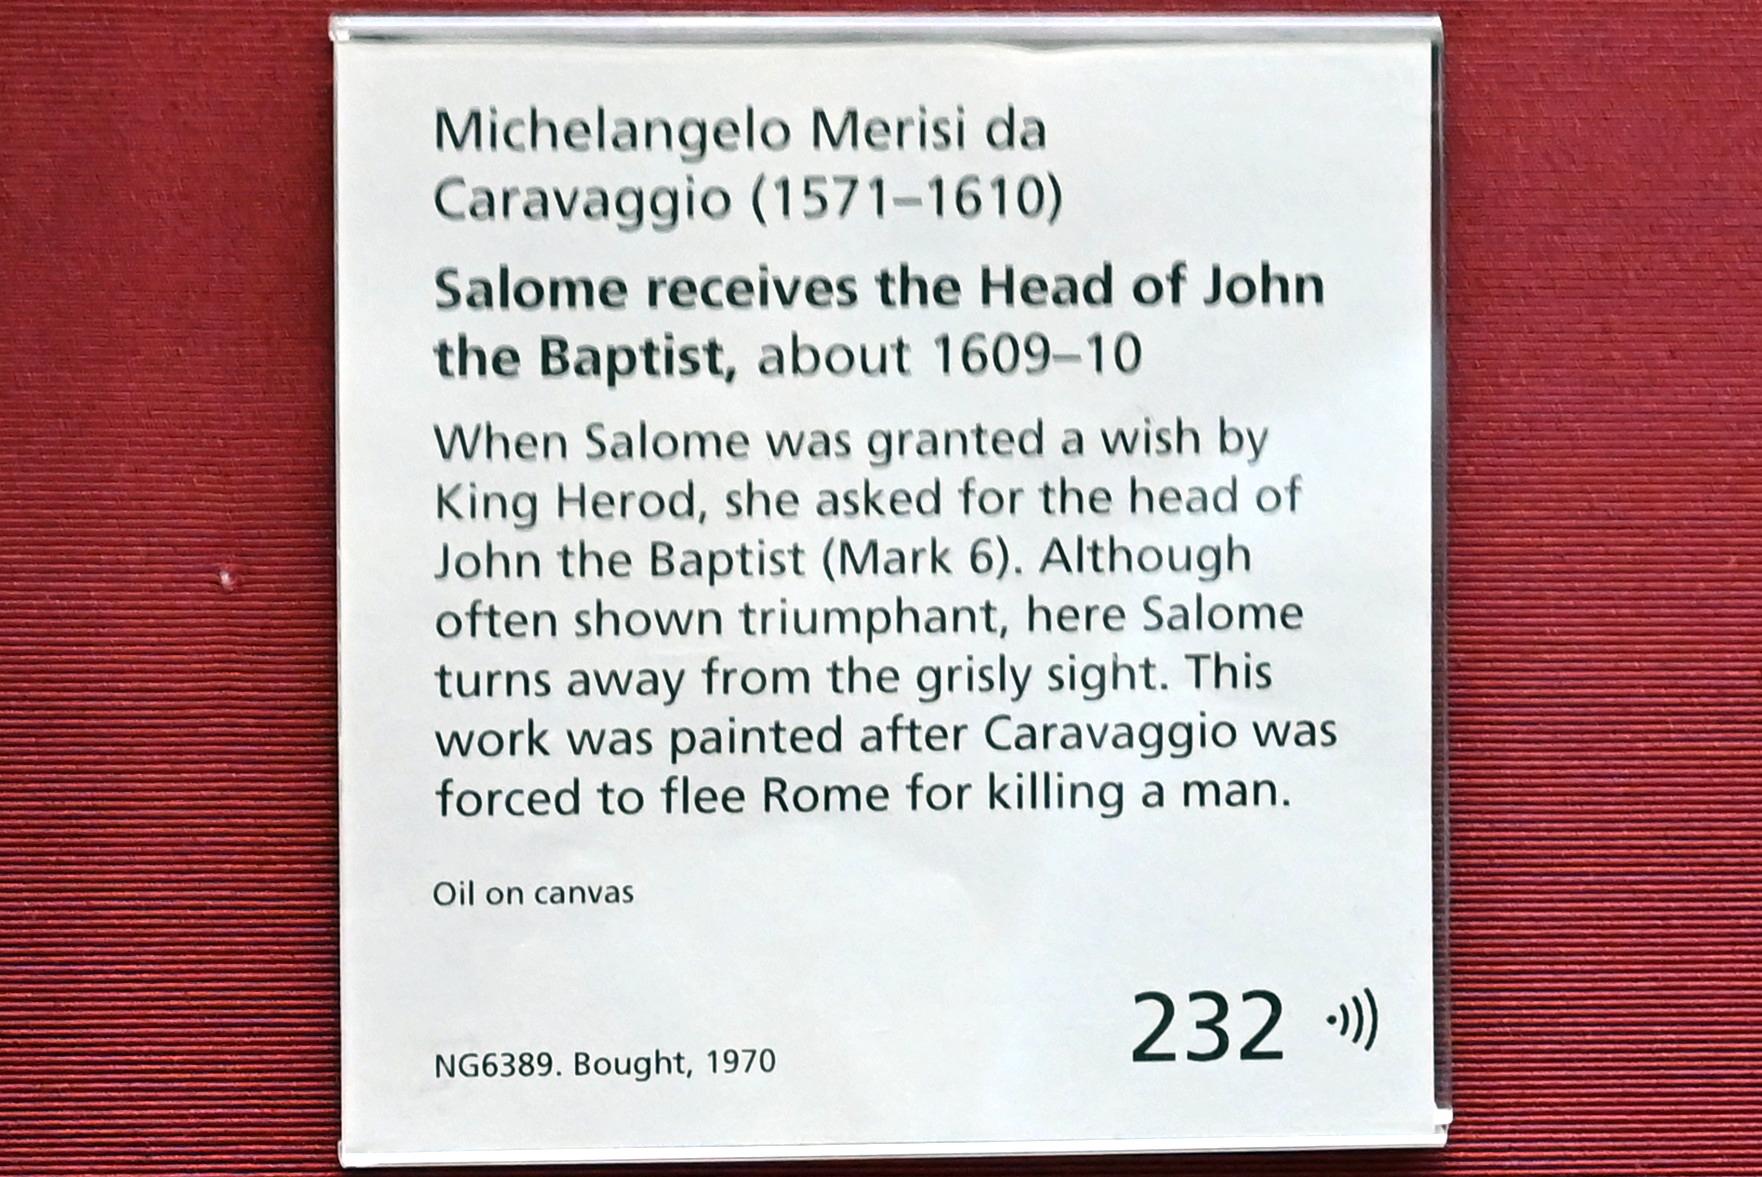 Michelangelo Merisi da
Caravaggio (1571–1610)
Salome receives the Head of John
the Baptist, about 1609–10
When Salome was granted a wish by
King Herod, she asked for the head of
John the Baptist (Mark 6). Although
often shown triumphant, here Salome
turns away from the grisly sight. This
work was painted after Caravaggio was
forced to flee Rome for killing a man.
Oil on canvas
232
NG6389. Bought, 1970